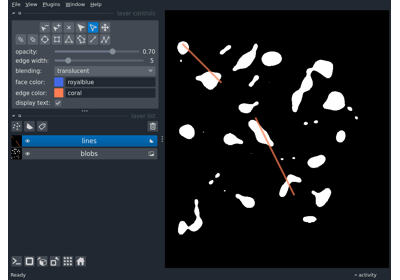 File View Plugins Window Help
layer controls
opacity: 0.70
edge width: 5
blending: translucent
face color: royalblue
edge color: coral
display text:
layer list
lines
blobs
Ready activity